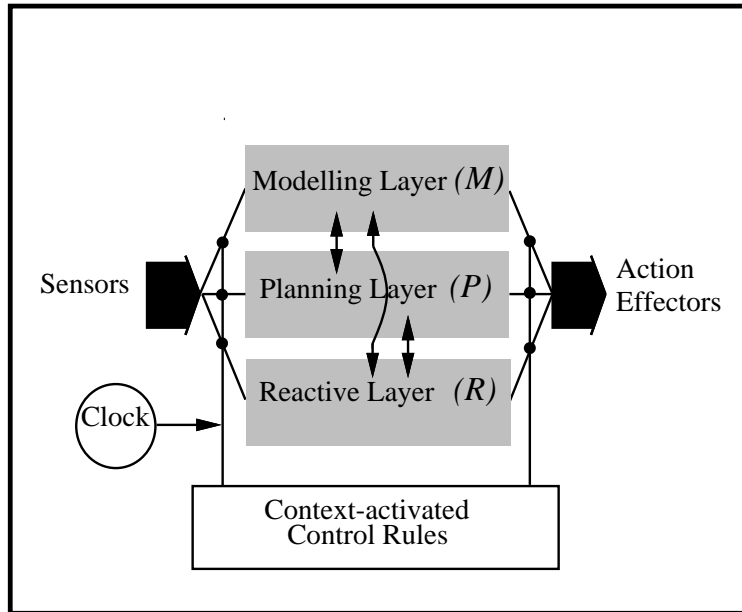 Modelling Layer (M)
Sensors
Planning Layer (P)
Action
Effectors
Reactive Layer (R)
Clock
Context-activated
Control Rules